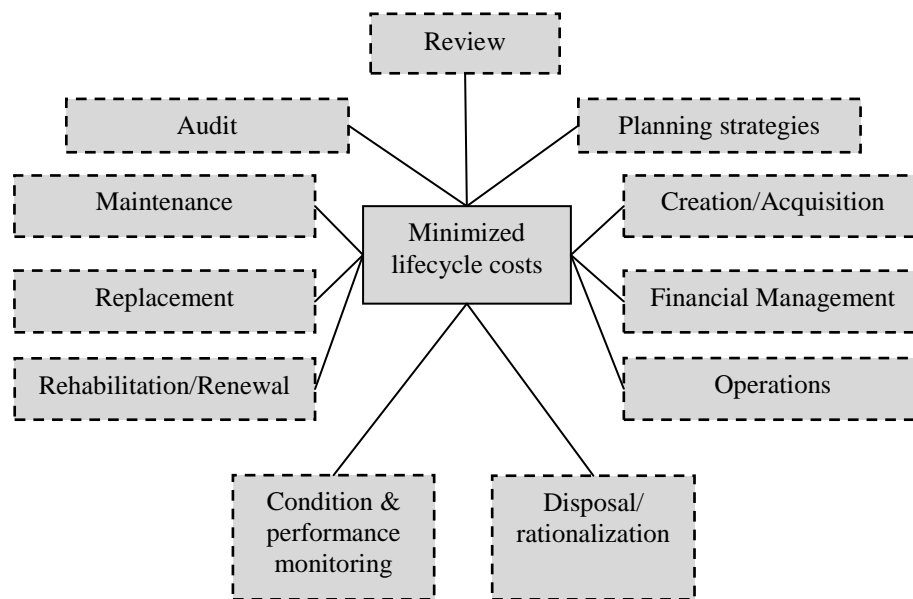 Review
Audit
Planning strategies
Maintenance
Creation/Acquisition
Minimized
lifecycle costs
Replacement
Financial Management
Rehabilitation/Renewal
Operations
Condition &
performance
monitoring
Disposal/
rationalization